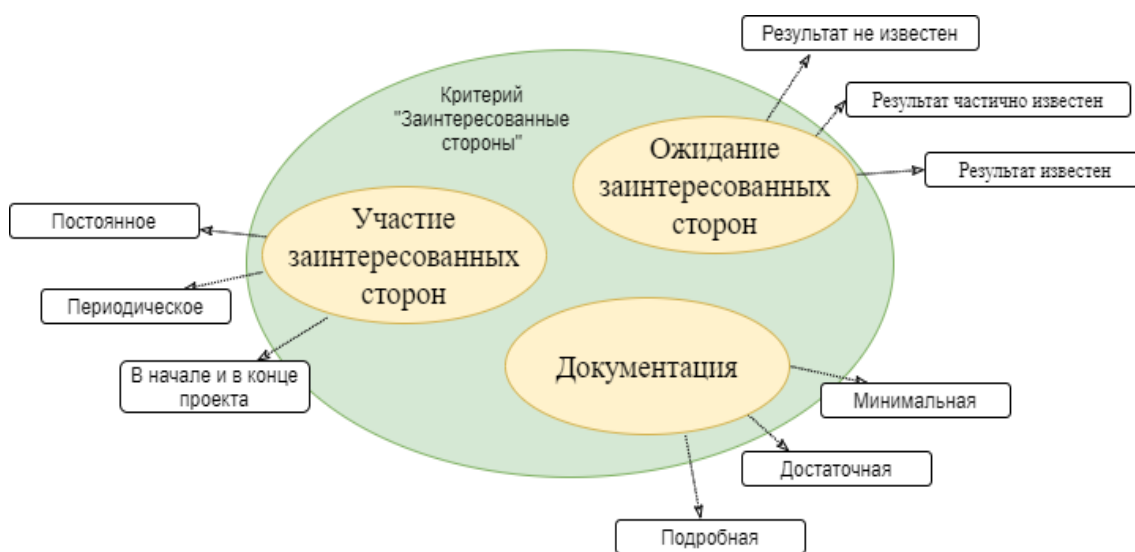 Результат не известен
Критерий
"Заинтересованные
стороны"
Результат частично известен
Ожидание
заинтересованных
сторон
Результат известен
Участие
заинтересованных
сторон
Постоянное
Периодическое
В начале и в конце
проекта
Документация
Минимальная
Достаточная
Подробная